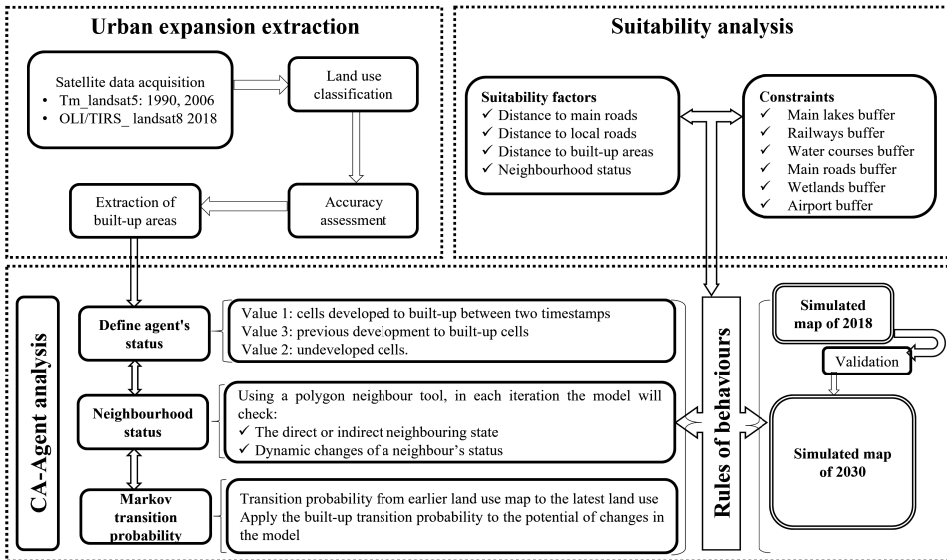 Urban expansion extraction
Satellite data acquisition
• Tm_landsat5: 1990, 2006
• OLI/TIRS_ landsat8 2018
Land use
classification
Accuracy
assessment
Extraction of
built-up areas
Suitability analysis
Suitability factors
✓ Distance to main roads
✓ Distance to local roads
✓ Distance to built-up areas
✓ Neighbourhood status
Constraints
✓ Main lakes buffer
✓ Railways buffer
✓ Water courses buffer
✓ Main roads buffer
✓ Wetlands buffer
✓ Airport buffer
CA-Agent analysis
Define agent's
status
Value 1: cells developed to built-up between two timestamps
Value 3: previous development to built-up cells
Value 2: undeveloped cells.
Neighbourhood
status
Using a polygon neighbour tool, in each iteration the model will
check:
✓ The direct or indirect neighbouring state
✓ Dynamic changes of a neighbour's status
Markov
transition
probability
Transition probability from earlier land use map to the latest land use
Apply the built-up transition probability to the potential of changes in
the model
Rules of behaviours
Simulated
map of 2018
Validation
Simulated map
of 2030